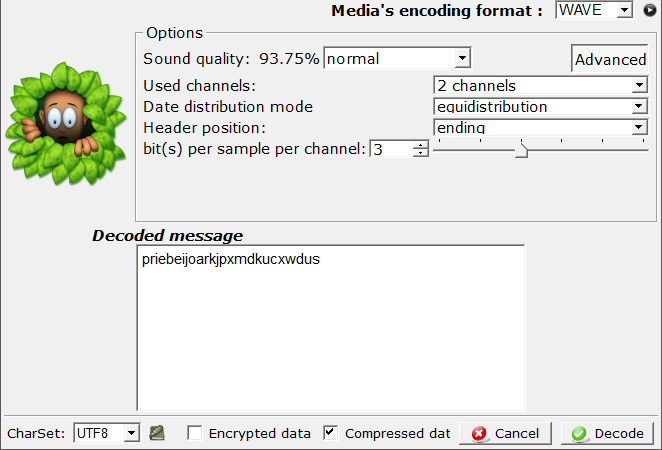 Media's encoding format : WAVE
Options
Sound quality: 93.75% normal Advanced
Used channels: 2 channels
Date distribution mode equidistribution
Header position: ending
bit(s) per sample per channel: 3
Decoded message
priebeijoarkjpxmdkucxwdus
CharSet: UTF8 Encrypted data Compressed dat Cancel Decode